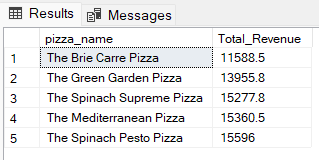 Results Messages
pizza_name Total_Revenue
1 The Brie Carre Pizza 11588.5
2 The Green Garden Pizza 13955.8
3 The Spinach Supreme Pizza 15277.8
4 The Mediterranean Pizza 15360.5
5 The Spinach Pesto Pizza 15596